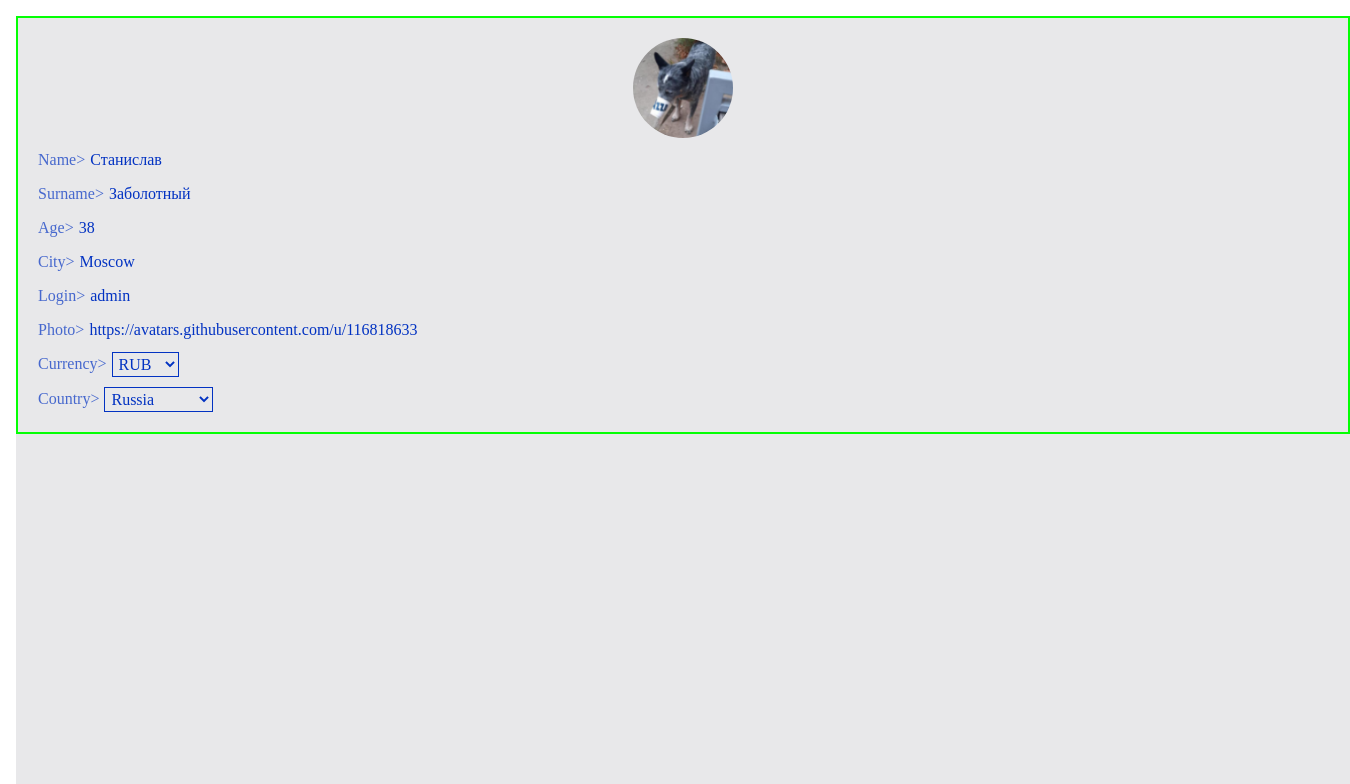 Name> Станислав
Surname> Заболотный
Age> 38
City> Moscow
Login> admin
Photo> https://avatars.githubusercontent.com/u/116818633
Currency> RUB
Country> Russia